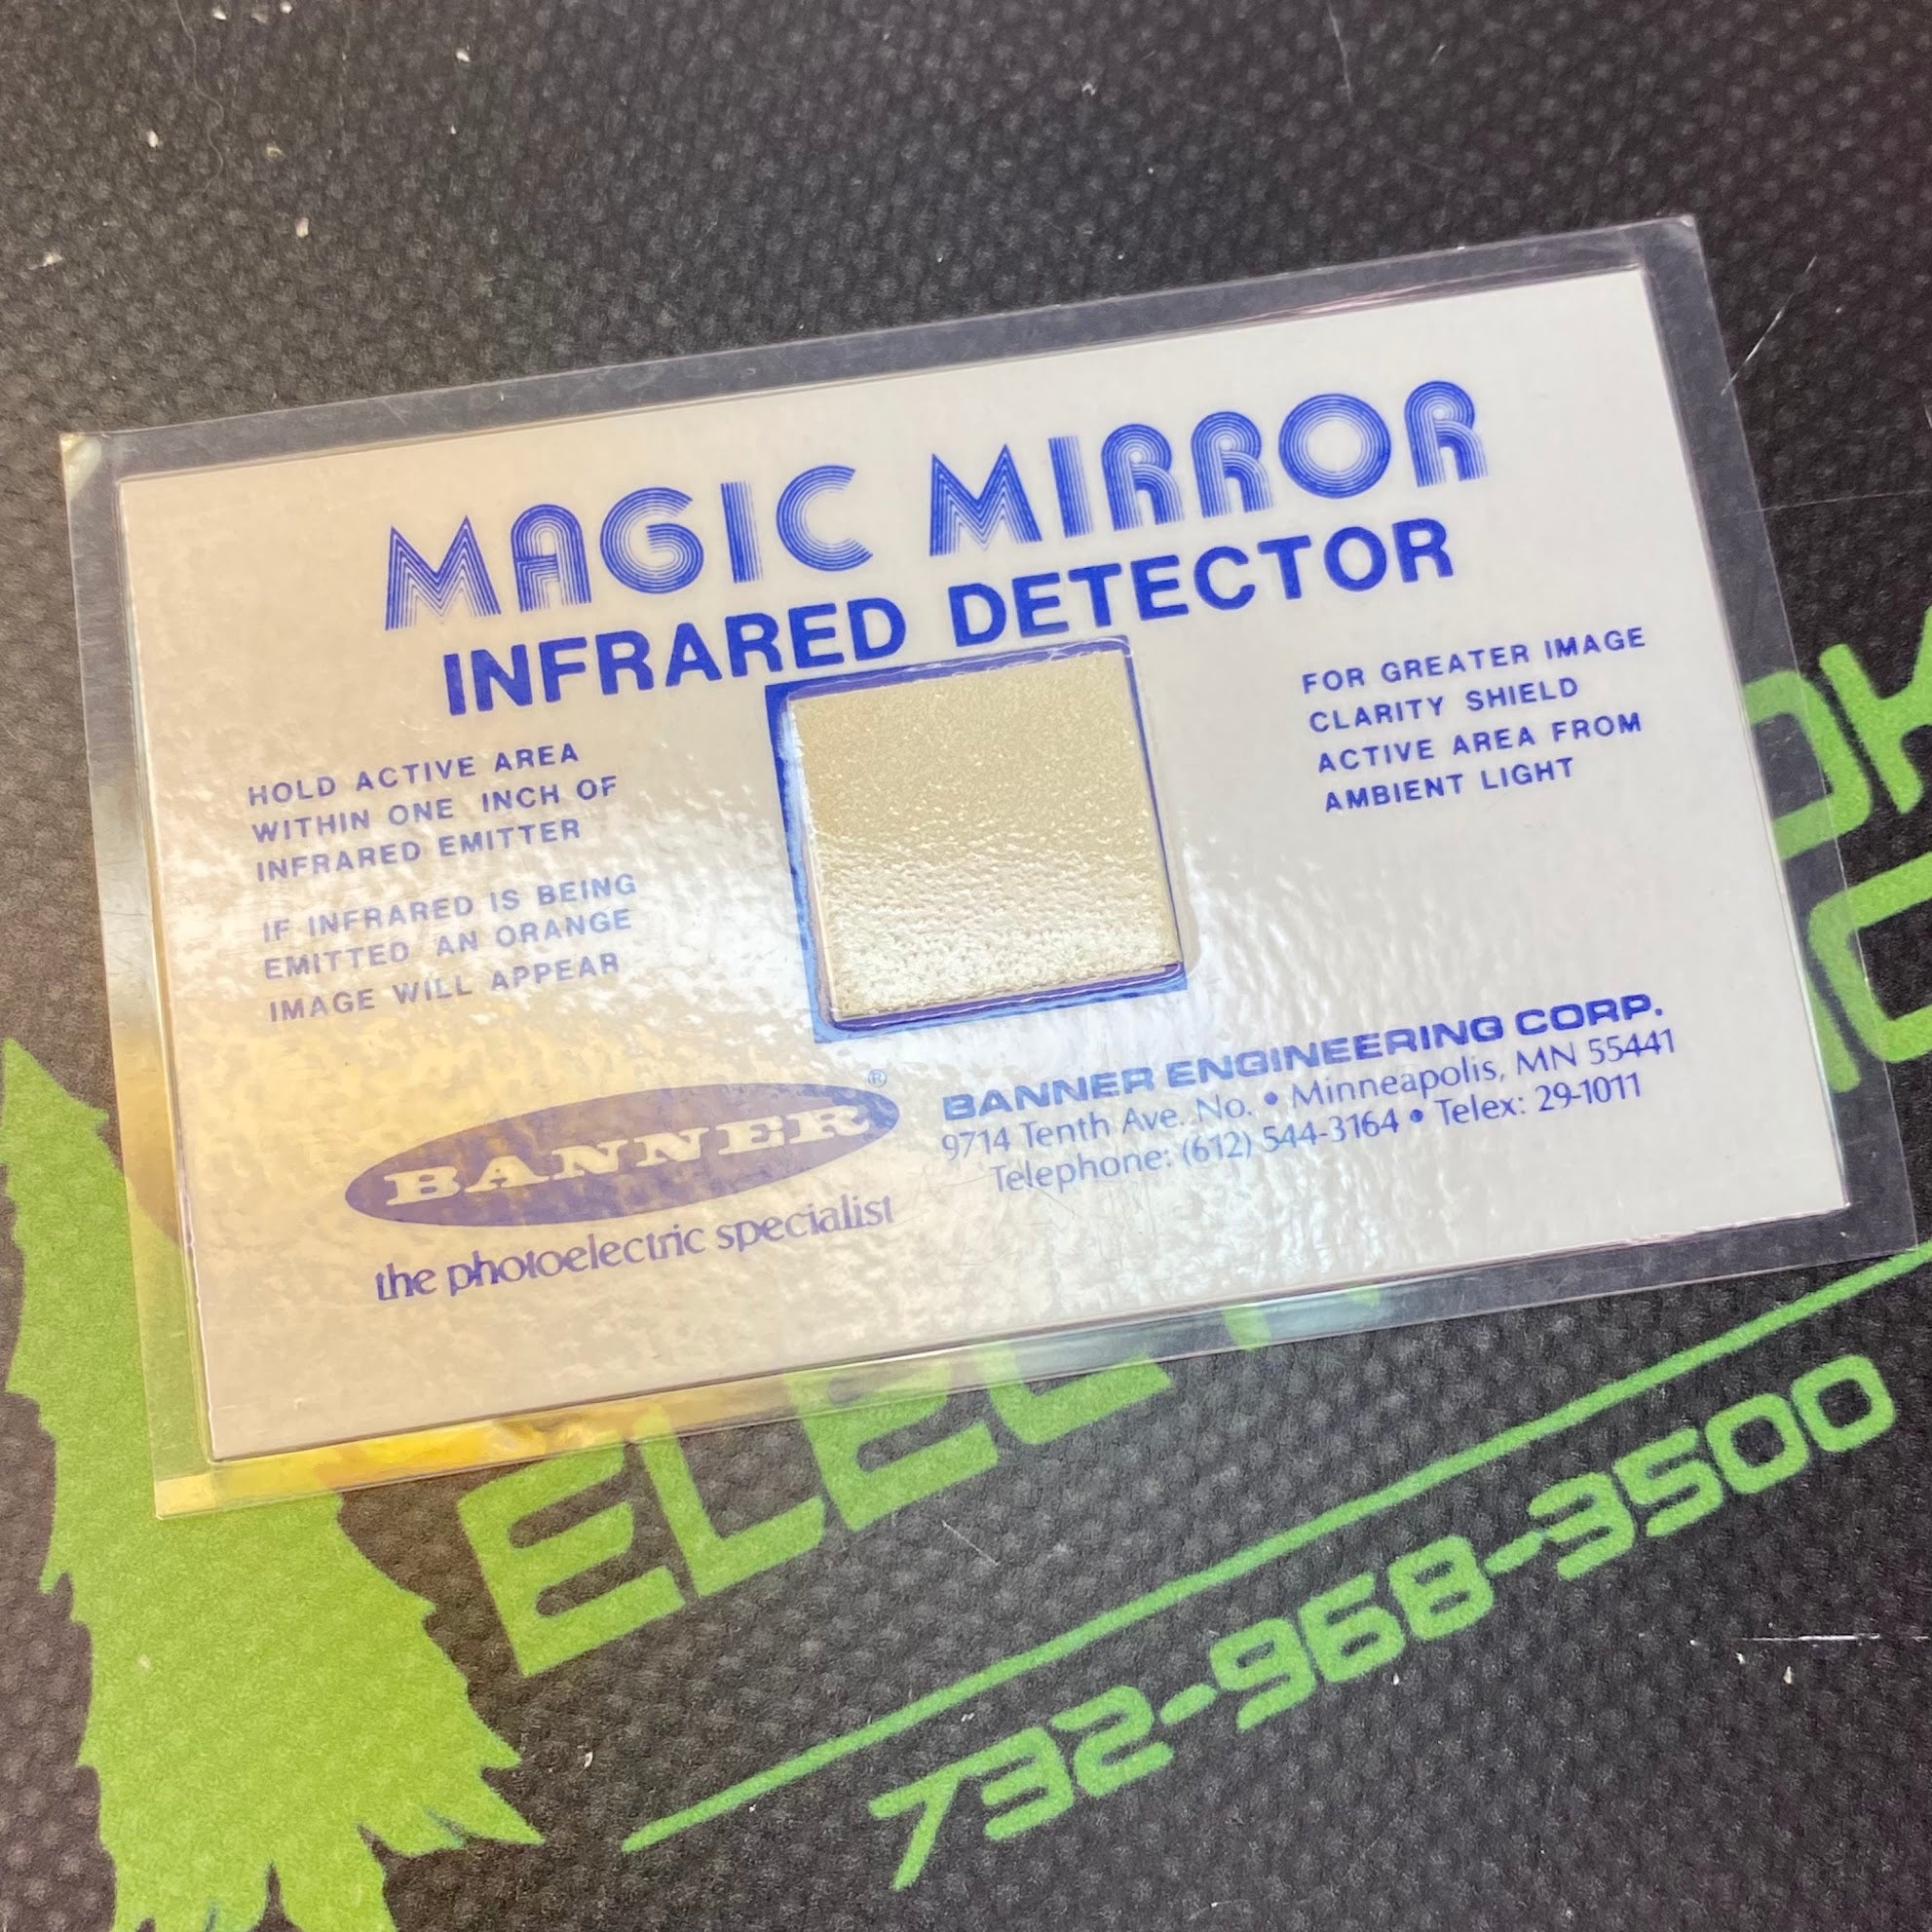 MAGIC MIRROR
INFRARED DETECTOR
HOLD ACTIVE AREA
WITHIN ONE INCH OF
INFRARED EMITTER
IF INFRARED IS BEING
EMITTED AN ORANGE
IMAGE WILL APPEAR
FOR GREATER IMAGE
CLARITY SHIELD
ACTIVE AREA FROM
AMBIENT LIGHT
BANNER®
the photoelectric specialist
BANNER ENGINEERING CORP.
9714 Tenth Ave. No. • Minneapolis, MN 55441
Telephone: (612) 544-3164 • Telex: 29-1011
732-968-3500